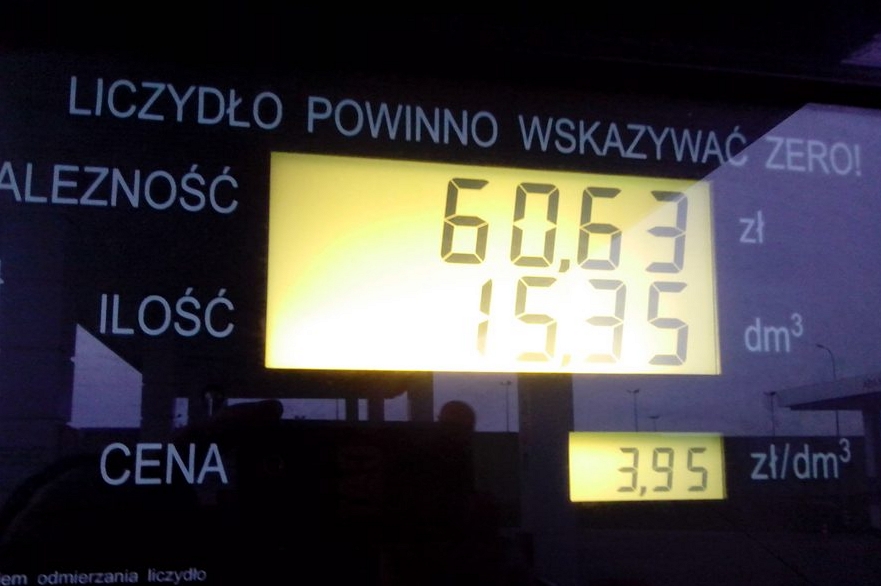 LICZYDŁO POWINNO WSKAZYWAĆ ZERO!
ALEZNOŚĆ 60,63 zł
ILOŚĆ 15,35 dm³
CENA 3,95 zł/dm³
iem odmierzania liczydło